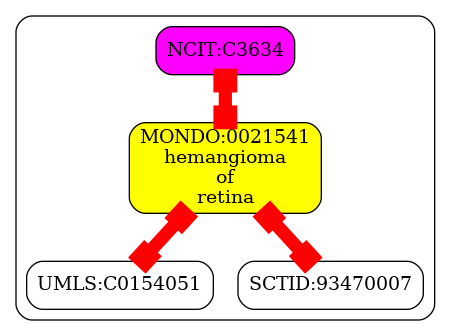 NCIT:C3634
MONDO:0021541
hemangioma
of
retina
UMLS:C0154051
SCTID:93470007